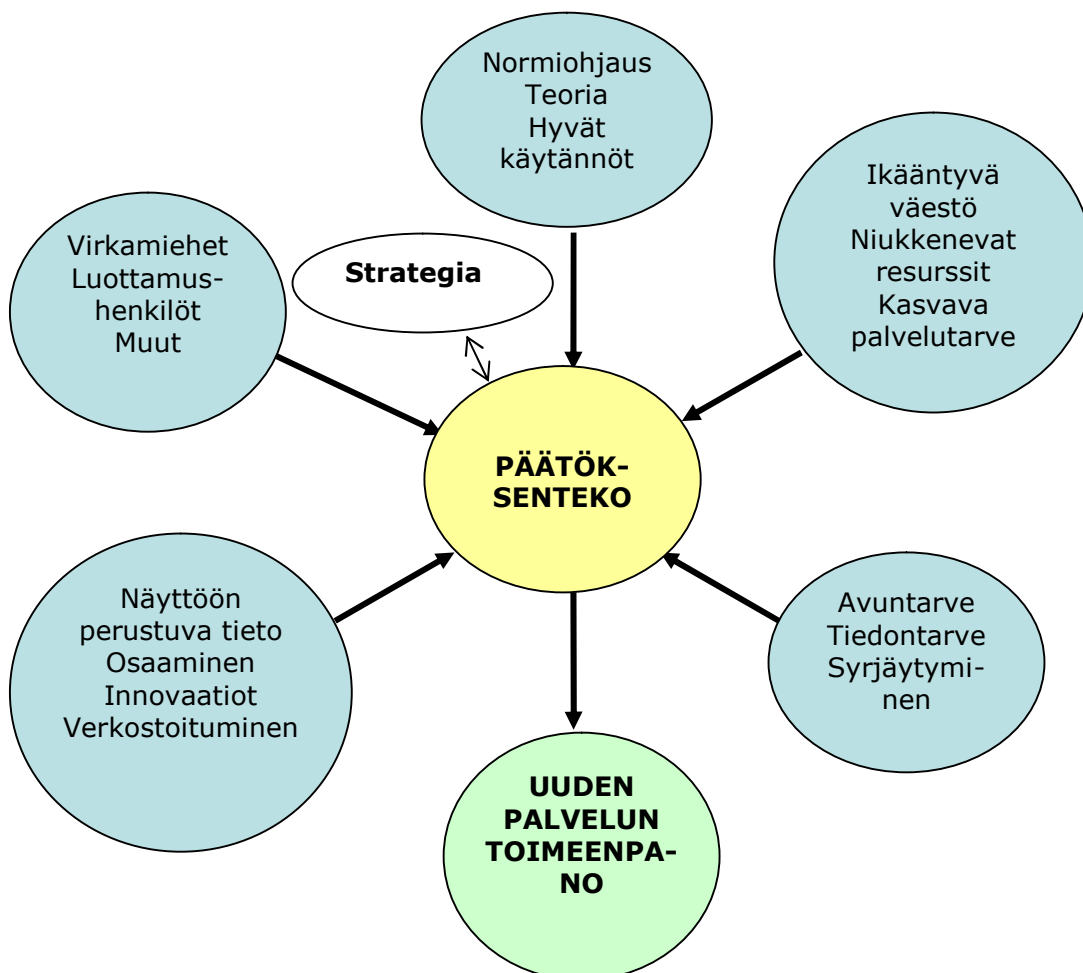 Normiohjaus
Teoria
Hyvät
käytännöt
Ikääntyvä
väestö
Niukkenevat
resurssit
Kasvava
palvelutarve
Virkamiehet
Luottamus-
henkilöt
Muut
Strategia
PÄÄTÖK-
SENTEKO
Näyttöön
perustuva tieto
Osaaminen
Innovaatiot
Verkostoituminen
Avuntarve
Tiedontarve
Syrjäytymi-
nen
UUDEN
PALVELUN
TOIMEENPA-
NO